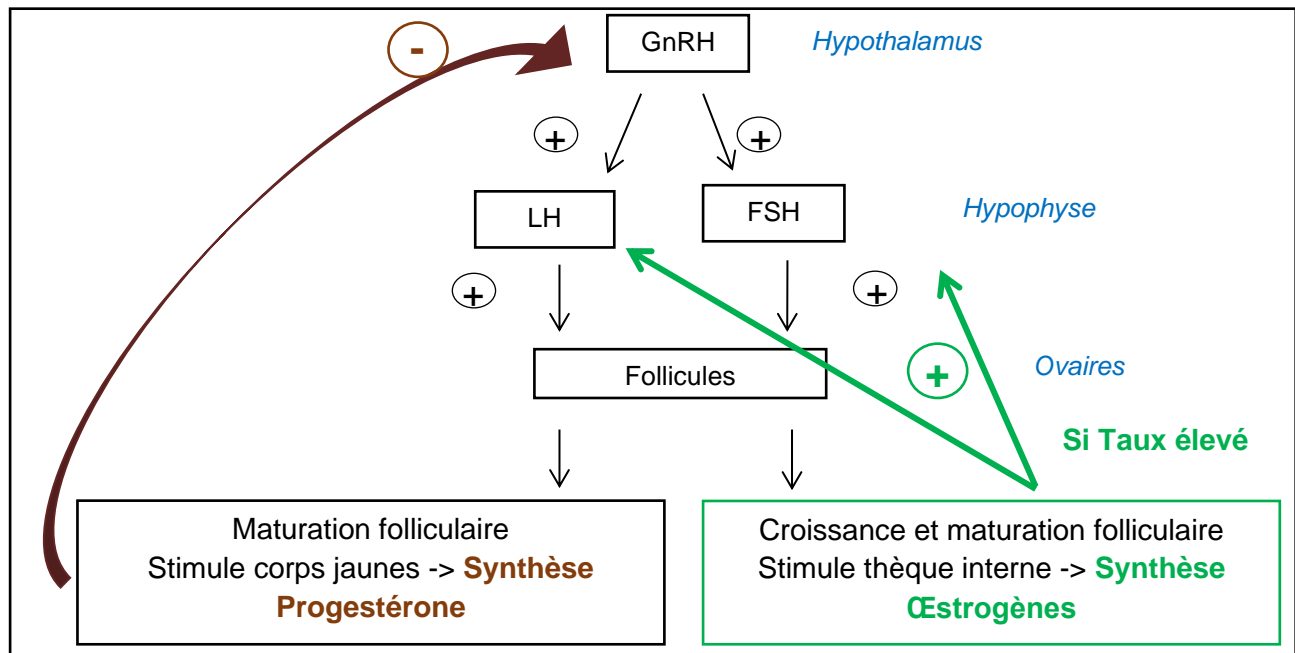 -
GnRH
Hypothalamus
+
+
LH
FSH
Hypophyse
+
+
Follicules
+
Ovaires
Si Taux élevé
Maturation folliculaire
Stimule corps jaunes -> Synthèse
Progestérone
Croissance et maturation folliculaire
Stimule thèque interne -> Synthèse
Œstrogènes